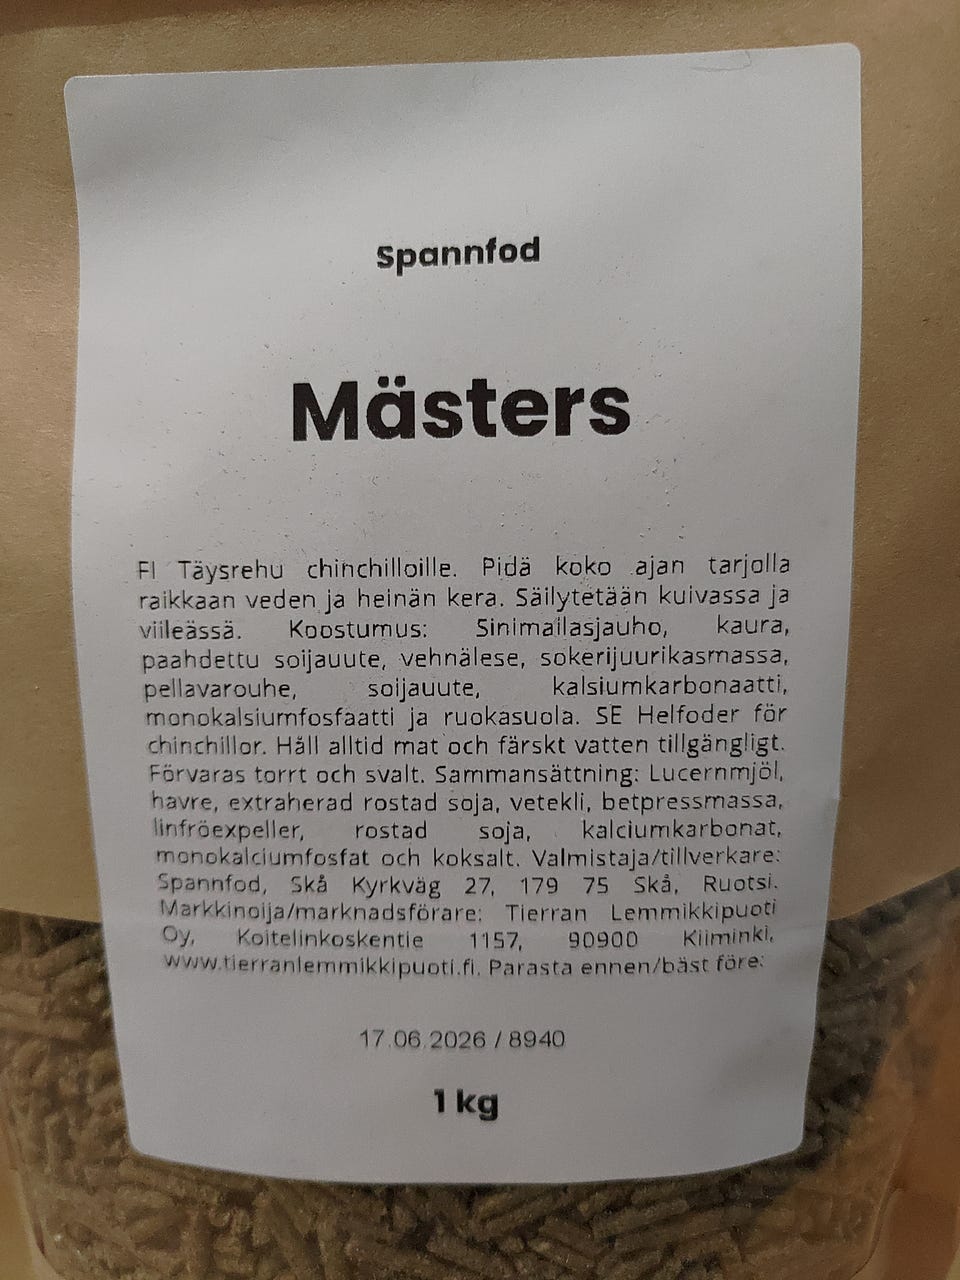 Spannfod
Mästers
FI Täysrehu chinchilloille. Pidä koko ajan tarjolla
raikkaan veden ja heinän kera. Säilytetään kuivassa ja
viileässä. Koostumus: Sinimailasjauho, kaura,
paahdettu soijauute, vehnälese, sokerijuurikasmassa,
pellavarouhe, soijauute, kalsiumkarbonaatti,
monokalsiumfosfaatti ja ruokasuola. SE Helfoder för
chinchillor. Håll alltid mat och färskt vatten tillgängligt.
Förvaras torrt och svalt. Sammansättning: Lucernmjöl,
havre, extraherad rostad soja, vetekli, betpressmassa,
linfröexpeller, rostad soja, kalciumkarbonat,
monokalciumfosfat och koksalt. Valmistaja/tillverkare:
Spannfod, Skå Kyrkväg 27, 179 75 Skå, Ruotsi.
Markkinoija/marknadsförare: Tierran Lemmikkipuoti
Oy, Koitelinkoskentie 1157, 90900 Kiiminki,
www.tierranlemmikkipuoti.fi. Parasta ennen/bäst före:
17.06.2026 / 8940
1 kg